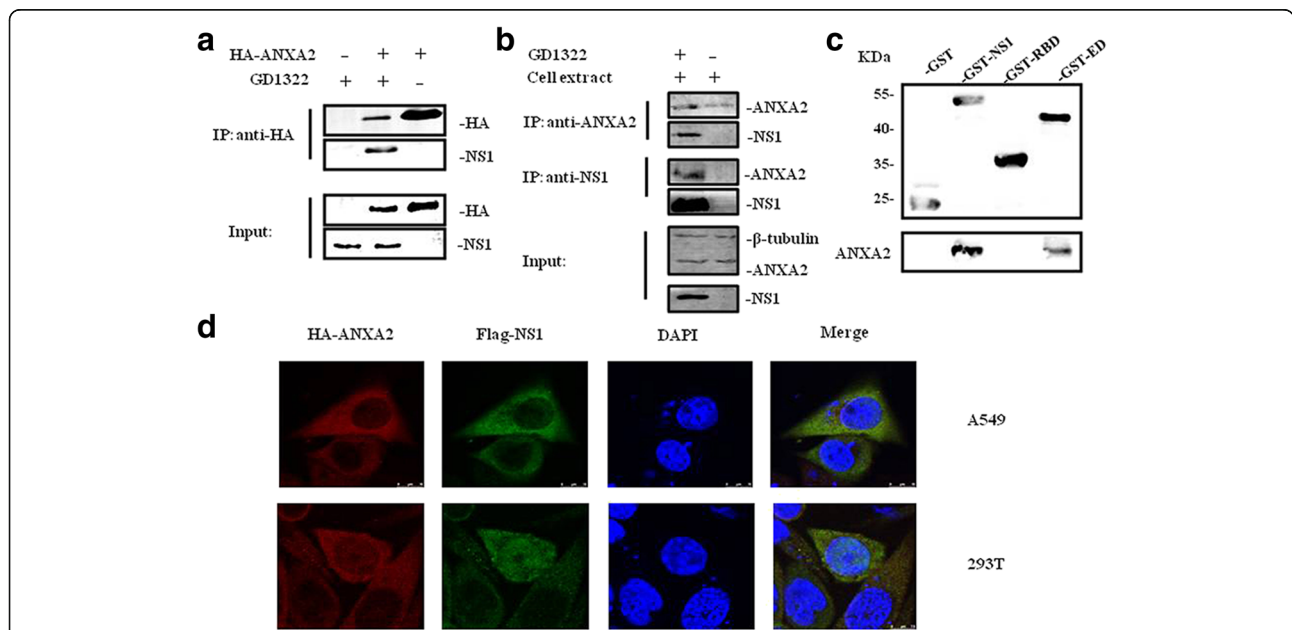 a
HA-ANXA2 - + +
GD1322 + + -
IP: anti-HA
-HA
-NS1
Input:
-HA
-NS1
b
GD1322 + -
Cell extract + +
IP: anti-ANXA2
-ANXA2
-NS1
IP: anti-NS1
-ANXA2
-NS1
Input:
-β-tubulin
-ANXA2
-NS1
c
KDa
-GST
-GST-NS1
-GST-RBD
-GST-ED
55-
40-
35-
25-
ANXA2
d
HA-ANXA2 Flag-NS1 DAPI Merge
A549
293T